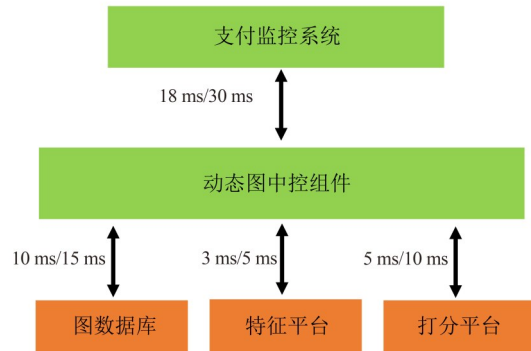 支付监控系统
18 ms/30 ms
动态图中控组件
10 ms/15 ms
3 ms/5 ms
5 ms/10 ms
图数据库
特征平台
打分平台